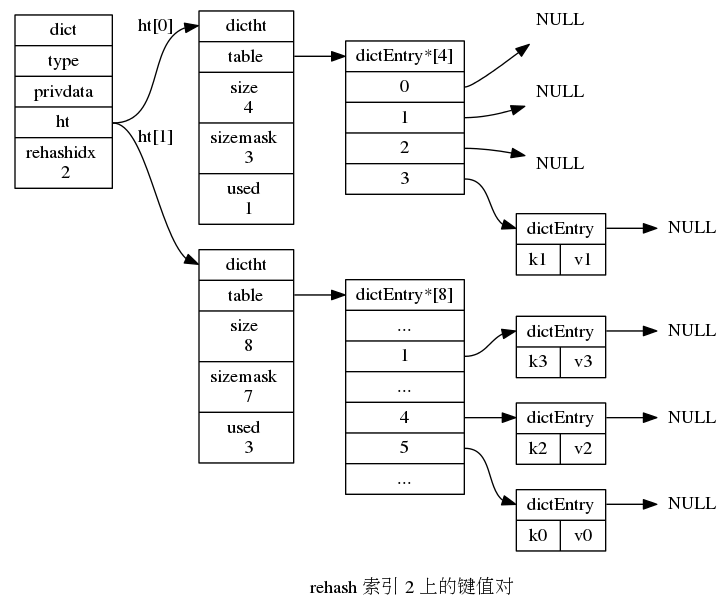 dict
type
privdata
ht
rehashidx
2
ht[0]
ht[1]
dictht
table
size
4
sizemask
3
used
1
dictEntry*[4]
0
1
2
3
NULL
NULL
NULL
dictEntry
k1 v1
NULL
dictht
table
size
8
sizemask
7
used
3
dictEntry*[8]
...
1
...
4
5
...
dictEntry
k3 v3
NULL
dictEntry
k2 v2
NULL
dictEntry
k0 v0
NULL
rehash 索引 2 上的键值对